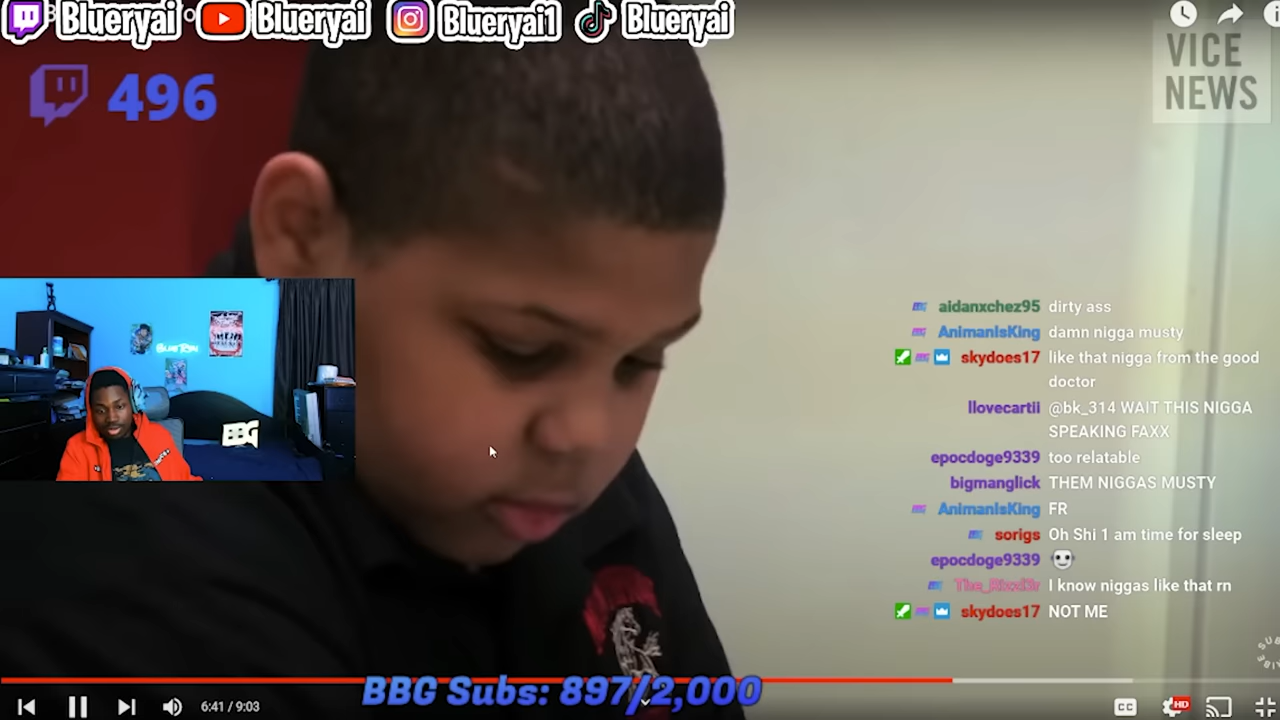 Blueryai Blueryai Blueryai1 Blueryai
496
VICE
NEWS
BBG
aidanxchez95 dirty ass
AnimanIsKing damn nigga musty
skydoes17 like that nigga from the good
doctor
llovecartii @bk_314 WAIT THIS NIGGA
SPEAKING FAXX
epocdoge9339 too relatable
bigmanglick THEM NIGGAS MUSTY
AnimanIsKing FR
sorigs Oh Shi 1 am time for sleep
epocdoge9339
I know niggas like that rn
skydoes17 NOT ME
BBG Subs: 897/2,000
6:41 / 9:03
CC
HD